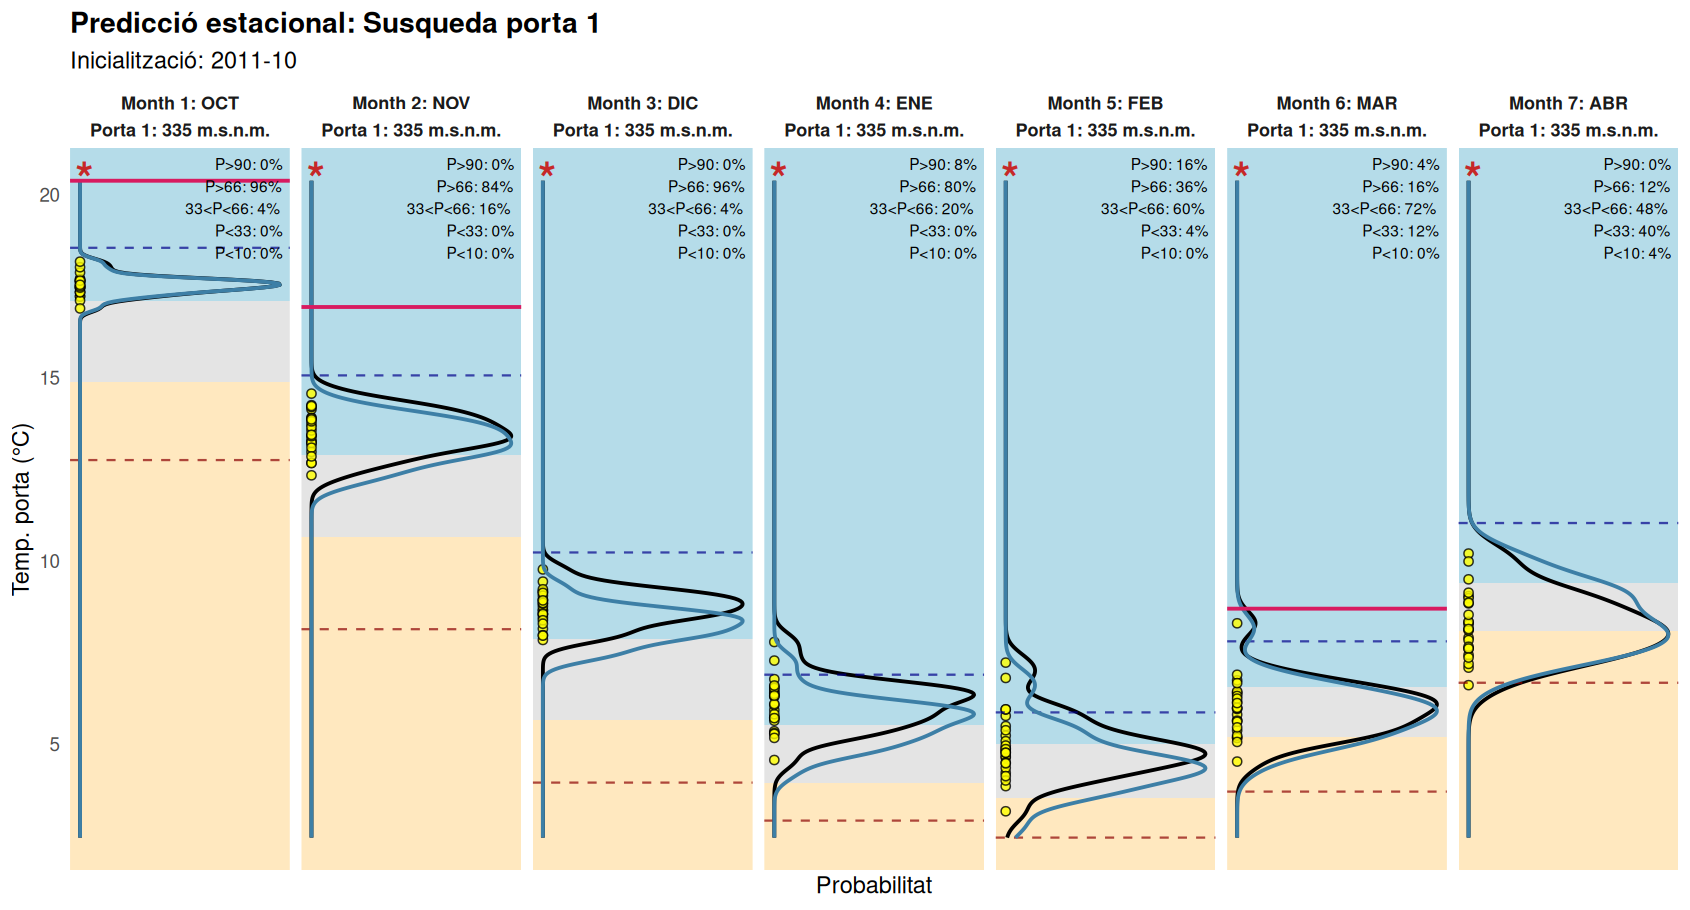 Predicció estacional: Susqueda porta 1
Inicialització: 2011-10
Month 1: OCT
Porta 1: 335 m.s.n.m.
Month 2: NOV
Porta 1: 335 m.s.n.m.
Month 3: DIC
Porta 1: 335 m.s.n.m.
Month 4: ENE
Porta 1: 335 m.s.n.m.
Month 5: FEB
Porta 1: 335 m.s.n.m.
Month 6: MAR
Porta 1: 335 m.s.n.m.
Month 7: ABR
Porta 1: 335 m.s.n.m.
*
P>90: 0%
P>66: 96%
33<P<66: 4%
P<33: 0%
P<10: 0%
*
P>90: 0%
P>66: 84%
33<P<66: 16%
P<33: 0%
P<10: 0%
*
P>90: 0%
P>66: 96%
33<P<66: 4%
P<33: 0%
P<10: 0%
*
P>90: 8%
P>66: 80%
33<P<66: 20%
P<33: 0%
P<10: 0%
*
P>90: 16%
P>66: 36%
33<P<66: 60%
P<33: 4%
P<10: 0%
*
P>90: 4%
P>66: 16%
33<P<66: 72%
P<33: 12%
P<10: 0%
*
P>90: 0%
P>66: 12%
33<P<66: 48%
P<33: 40%
P<10: 4%
20
15
10
5
Temp. porta (°C)
Probabilitat